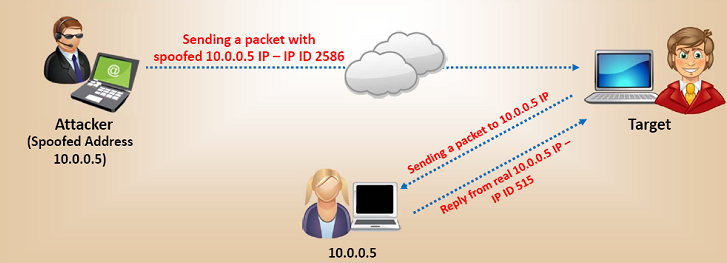 Sending a packet with
spoofed 10.0.0.5 IP – IP ID 2586
@
Attacker
(Spoofed Address
10.0.0.5)
Target
Sending a packet to 10.0.0.5 IP
Reply from real 10.0.0.5 IP –
IP ID 515
10.0.0.5